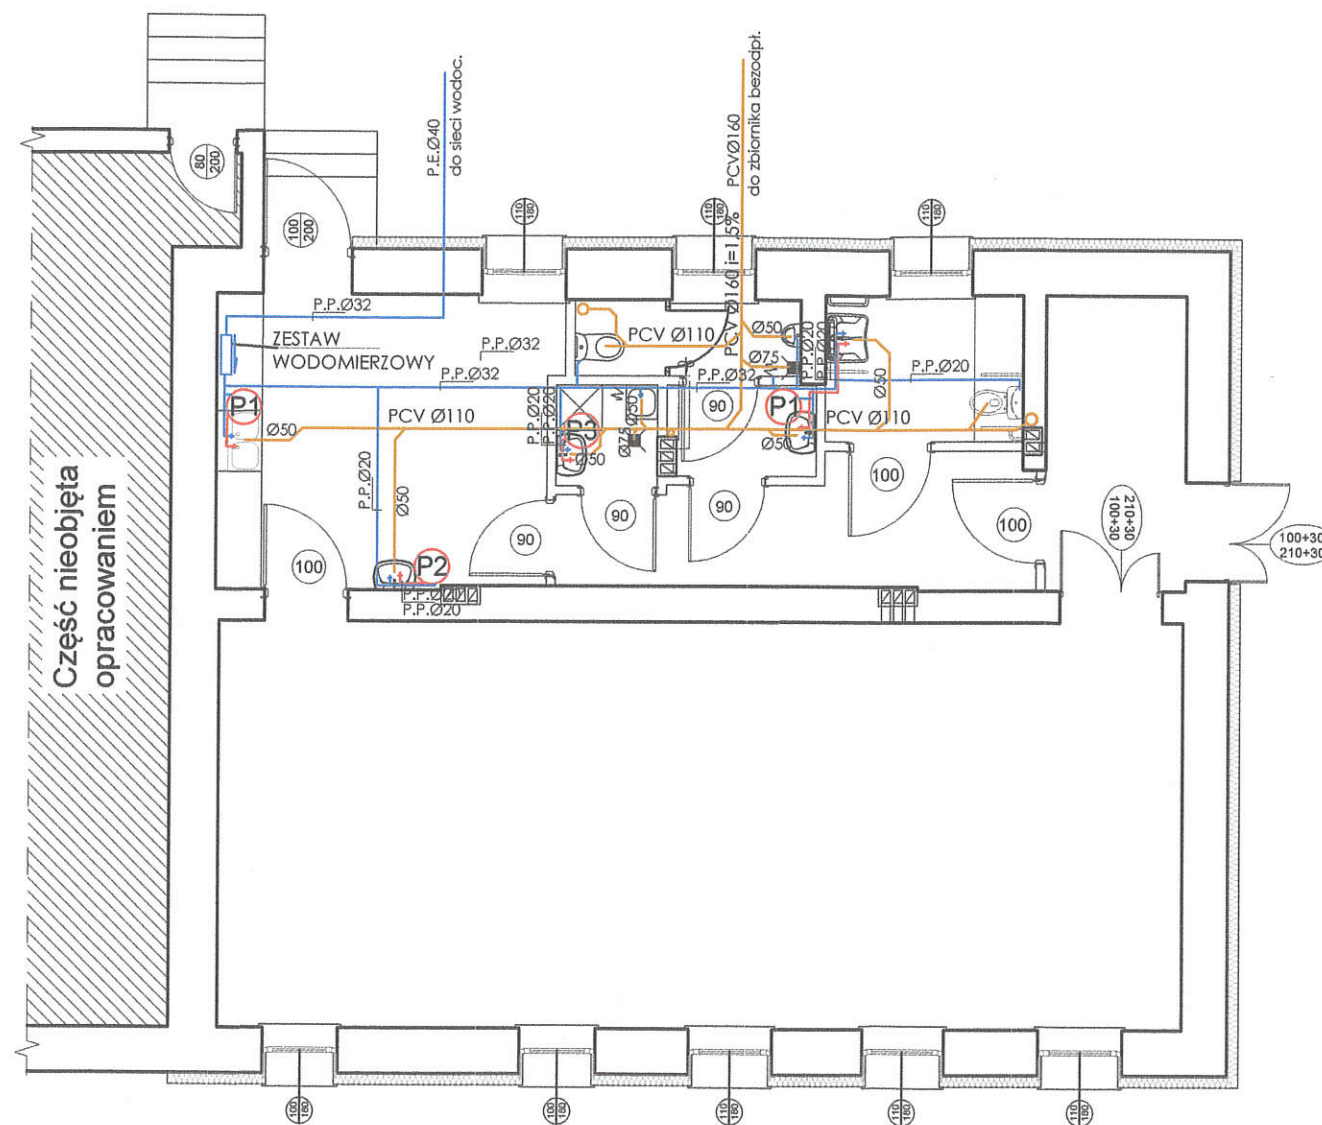 P.E.Ø40
do sieci wodoc.
PCVØ160
do zbiornika bezodpł.
80
200
100
200
110
180
110
180
110
180
P.P.Ø32
ZESTAW
WODOMIERZOWY
P.P.Ø32
P.P.Ø32
PCV Ø110
PCV Ø160 i=1.5%
Ø50
Ø75
P.P.Ø20
P.P.Ø20
P.P.Ø32
P.P.Ø20
Ø50
P1
PCV Ø110
Ø50
P.P.Ø20
P.P.Ø20
P3
Ø50
Ø50
Ø75
90
P1
Ø50
PCV Ø110
P.P.Ø20
Ø50
Część nieobjęta
opracowaniem
100
P2
P.P.Ø20
P.P.Ø20
90
90
90
100
100
210+30
100+30
100+30
210+30
100
180
100
180
110
180
110
180
110
180